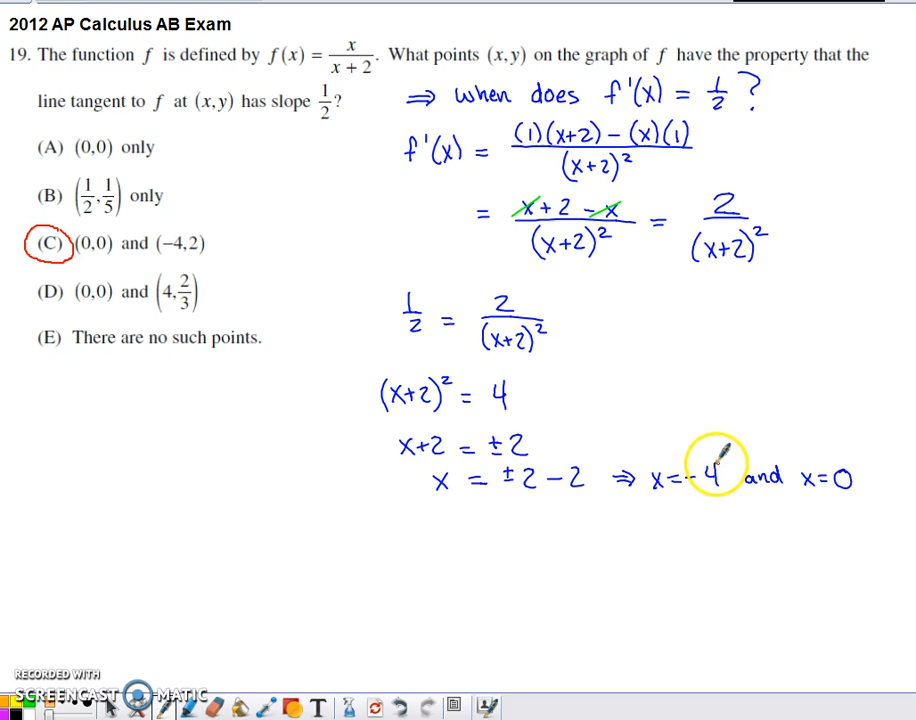 2012 AP Calculus AB Exam
19. The function f is defined by f(x) = x/(x + 2). What points (x, y) on the graph of f have the property that the
line tangent to f at (x, y) has slope 1/2?
⇒ when does f'(x) = 1/2 ?
(A) (0,0) only
f'(x) = ((1)(x+2) – (x)(1))/(x+2)²
(B) (1/2, 1/5) only
= (x + 2 – x)/(x+2)² = 2/(x+2)²
(C) (0,0) and (−4,2)
(D) (0,0) and (4, 2/3)
1/2 = 2/(x+2)²
(E) There are no such points.
(x+2)² = 4
x+2 = ±2
x = ±2 – 2 ⇒ x = -4 and x = 0
RECORDED WITH
SCREENCAST MATIC
T